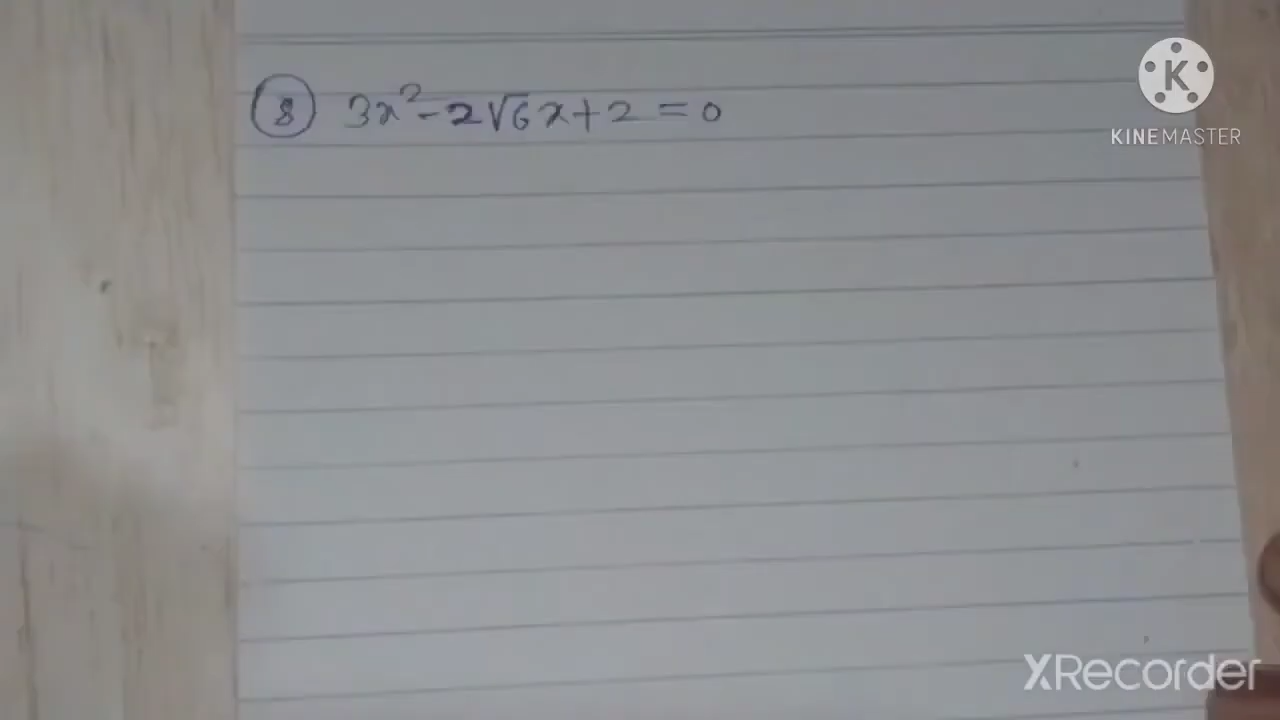 ⑧ 3x² - 2√6x + 2 = 0
KINEMASTER
XRecorder